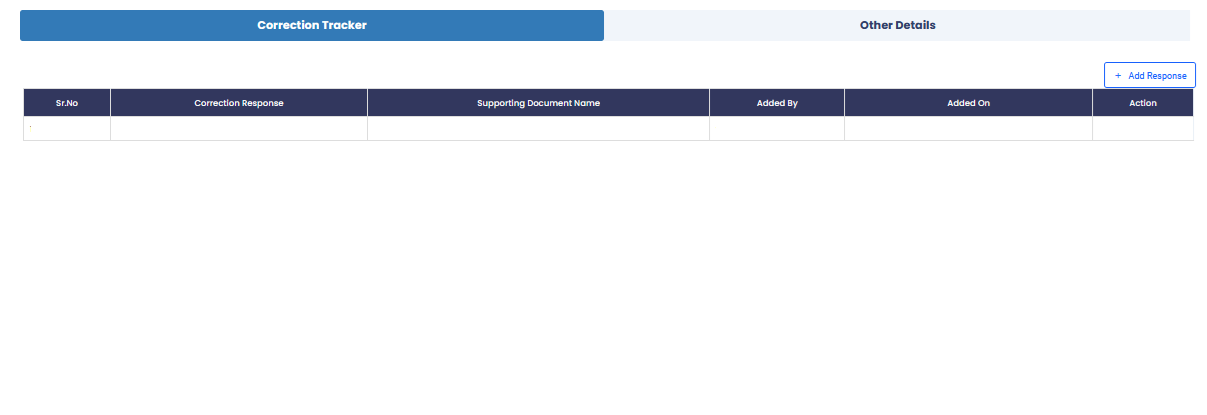 Correction Tracker Other Details
+ Add Response
Sr.No Correction Response Supporting Document Name Added By Added On Action